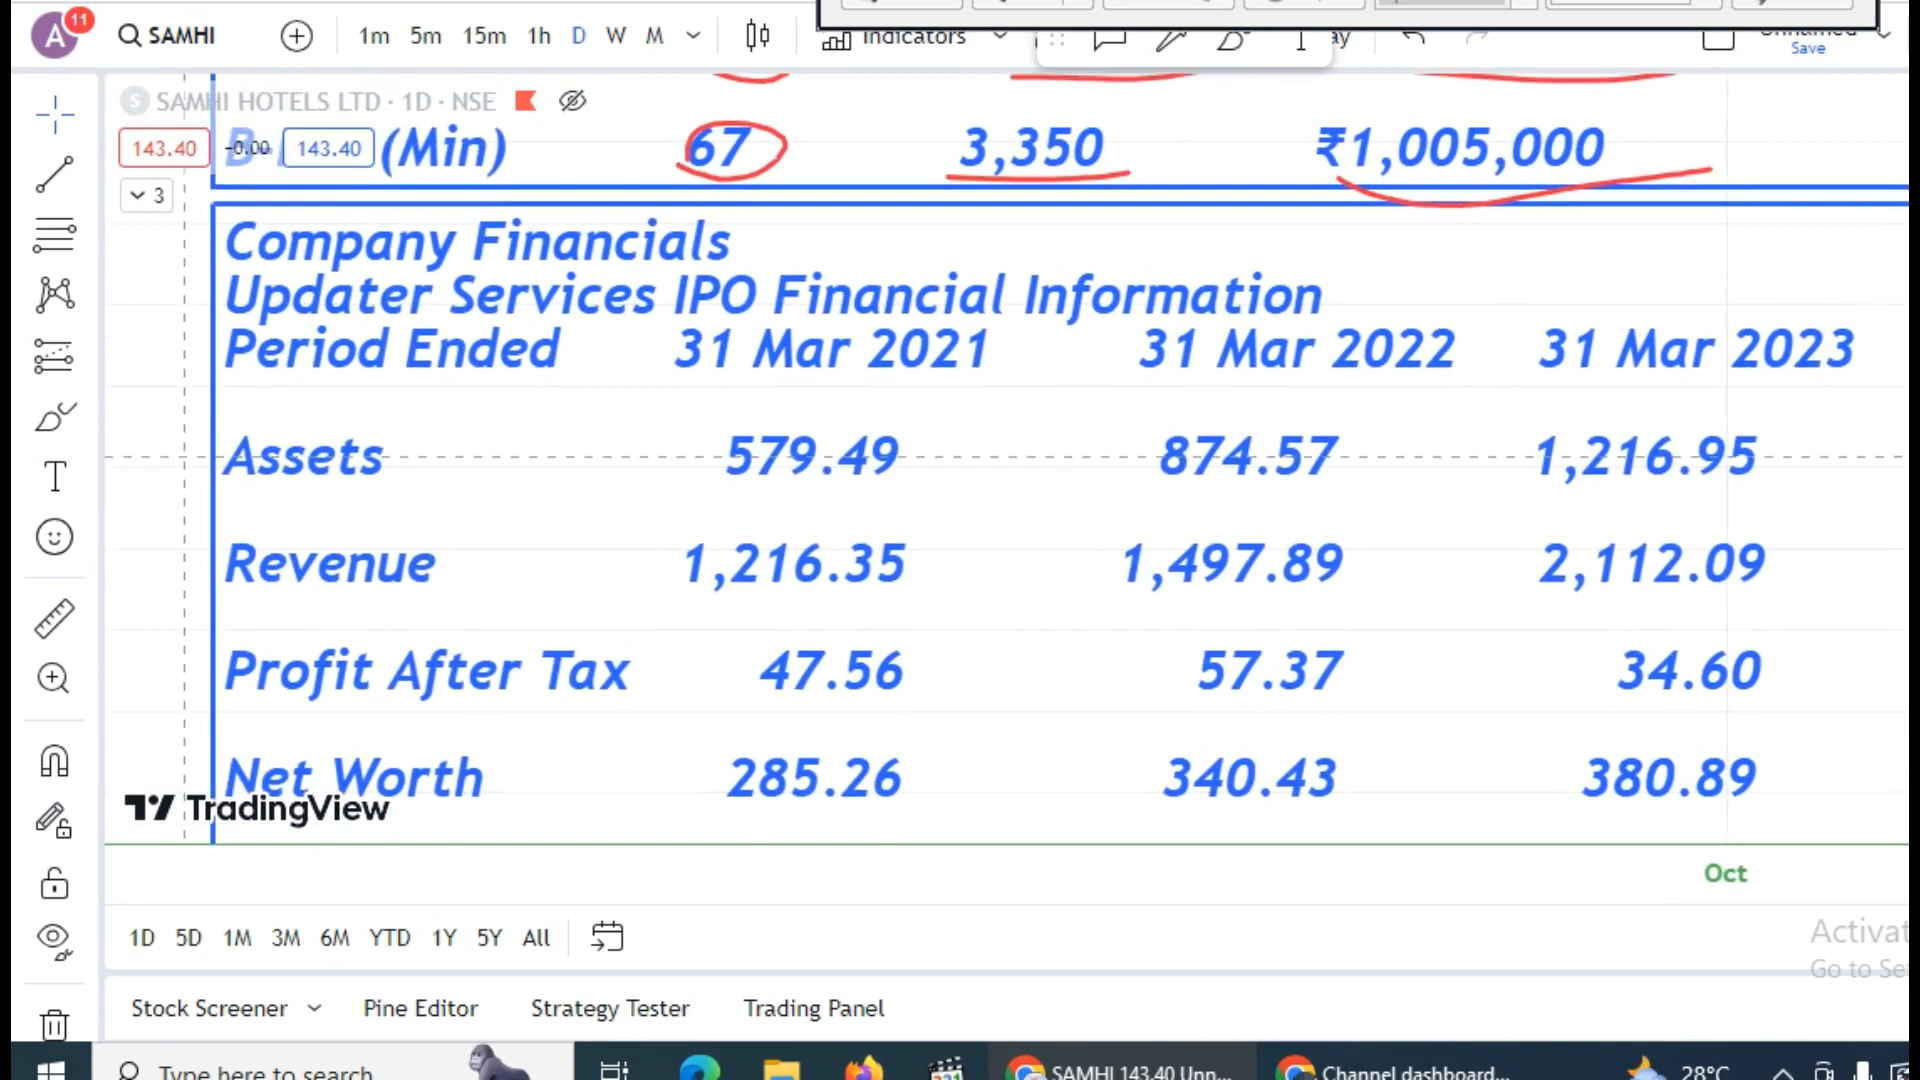 A 11 SAMHI 1m 5m 15m 1h D W M Indicators Save
S SAMHI HOTELS LTD · 1D · NSE
143.40 -0.00 143.40 (Min) 67 3,350 ₹1,005,000
3
Company Financials
Updater Services IPO Financial Information
Period Ended 31 Mar 2021 31 Mar 2022 31 Mar 2023
Assets 579.49 874.57 1,216.95
Revenue 1,216.35 1,497.89 2,112.09
Profit After Tax 47.56 57.37 34.60
Net Worth 285.26 340.43 380.89
TradingView
Oct
1D 5D 1M 3M 6M YTD 1Y 5Y All
Activat
Go to Se
Stock Screener Pine Editor Strategy Tester Trading Panel
Type here to search SAMHI 143.40 Unn... Channel dashboard... 28°C